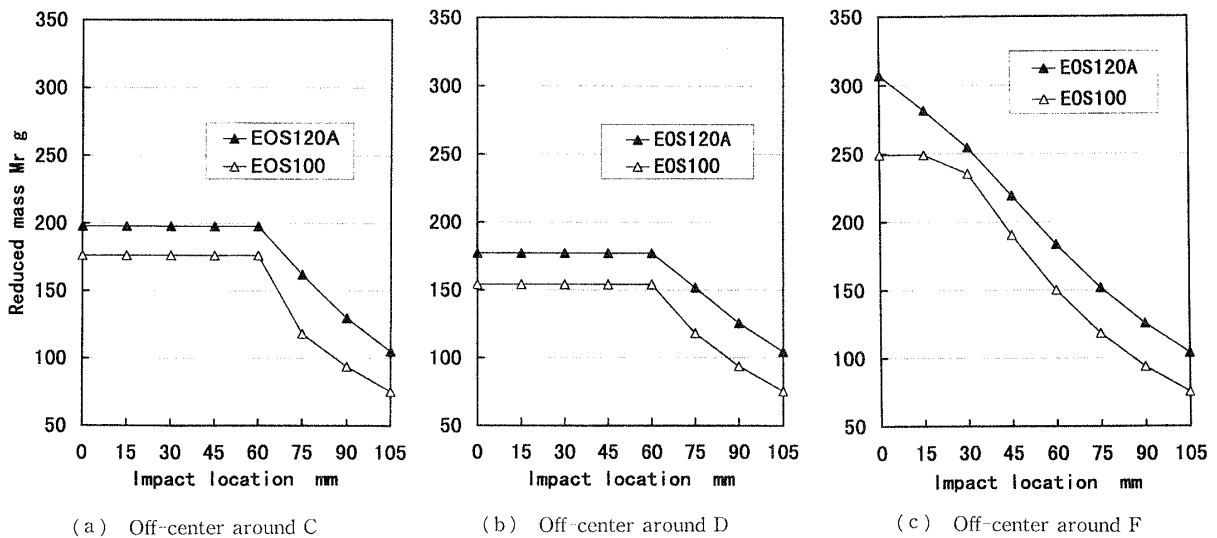 Reduced mass Mr g
350
300
250
200
150
100
50
EOS120A
EOS100
0 15 30 45 60 75 90 105
Impact location mm
(a) Off-center around C
350
300
250
200
150
100
50
EOS120A
EOS100
0 15 30 45 60 75 90 105
Impact location mm
(b) Off-center around D
350
300
250
200
150
100
50
EOS120A
EOS100
0 15 30 45 60 75 90 105
Impact location mm
(c) Off-center around F